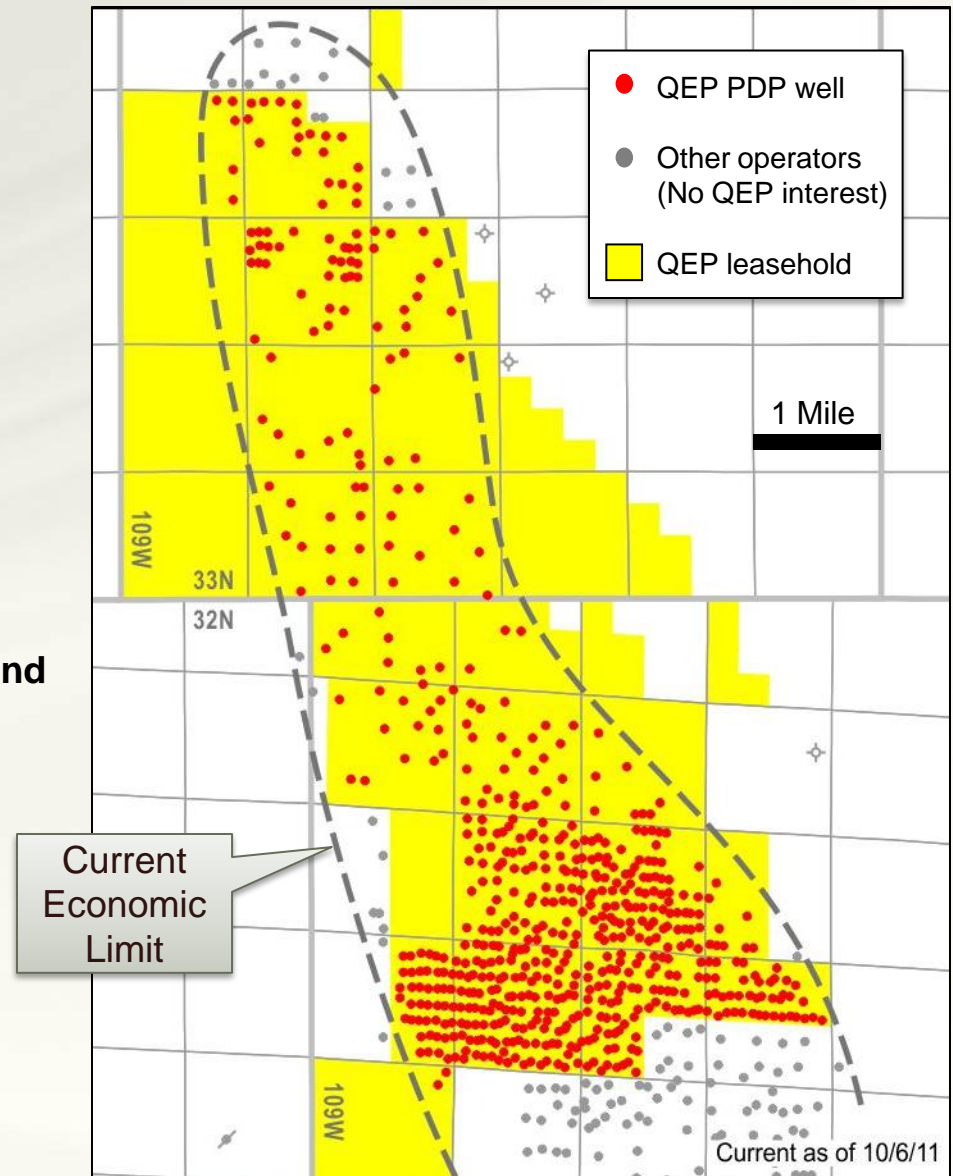 QEP PDP well
Other operators
(No QEP interest)
QEP leasehold
1 Mile
109W
33N
32N
nd
Current
Economic
Limit
109W
Current as of 10/6/11